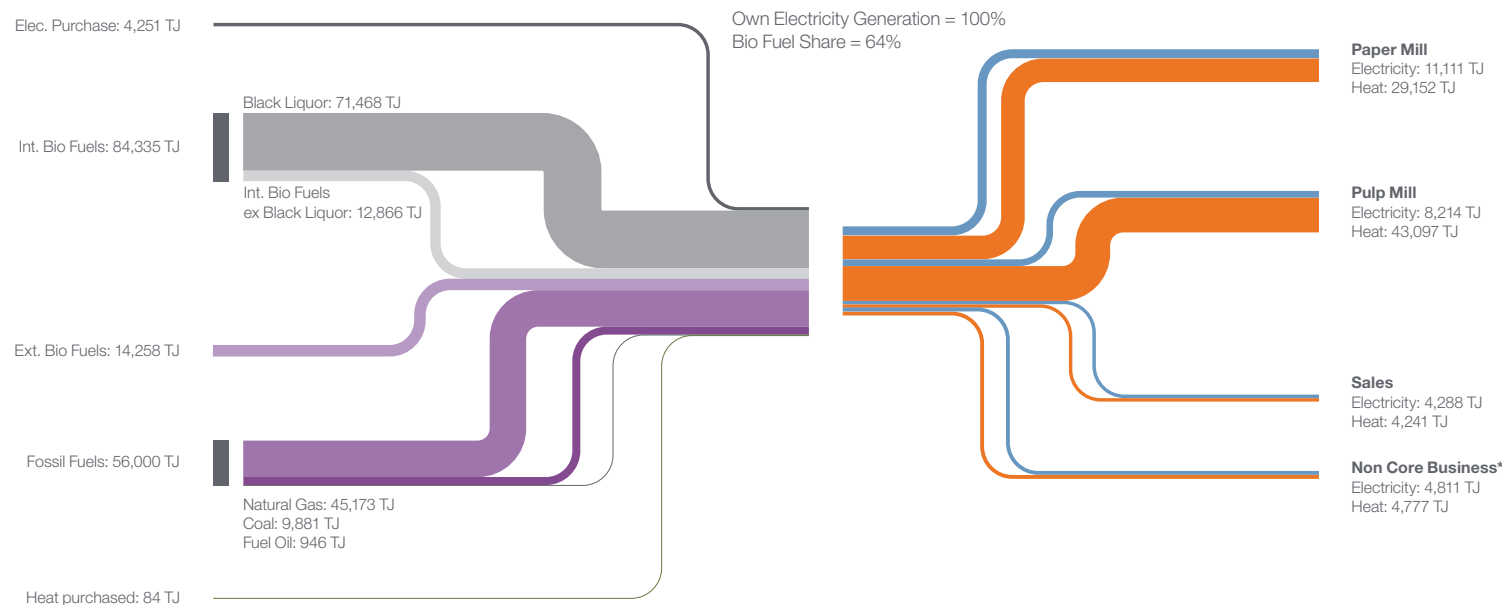 Elec. Purchase: 4,251 TJ
Own Electricity Generation = 100%
Bio Fuel Share = 64%
Black Liquor: 71,468 TJ
Int. Bio Fuels: 84,335 TJ
Int. Bio Fuels
ex Black Liquor: 12,866 TJ
Ext. Bio Fuels: 14,258 TJ
Fossil Fuels: 56,000 TJ
Natural Gas: 45,173 TJ
Coal: 9,881 TJ
Fuel Oil: 946 TJ
Heat purchased: 84 TJ
Paper Mill
Electricity: 11,111 TJ
Heat: 29,152 TJ
Pulp Mill
Electricity: 8,214 TJ
Heat: 43,097 TJ
Sales
Electricity: 4,288 TJ
Heat: 4,241 TJ
Non Core Business*
Electricity: 4,811 TJ
Heat: 4,777 TJ